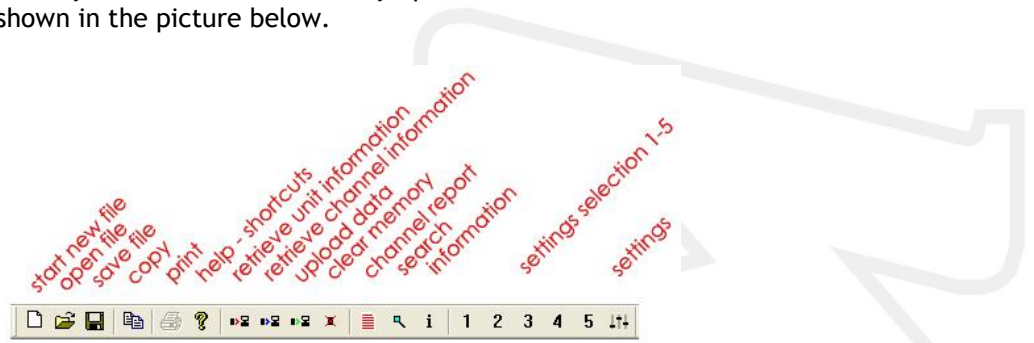 shown in the picture below.
start new file
open file
save file
copy
print
help - shortcuts
retrieve unit information
retrieve channel information
upload data
clear memory
channel report
search
information
settings selection 1-5
settings
i 1 2 3 4 5